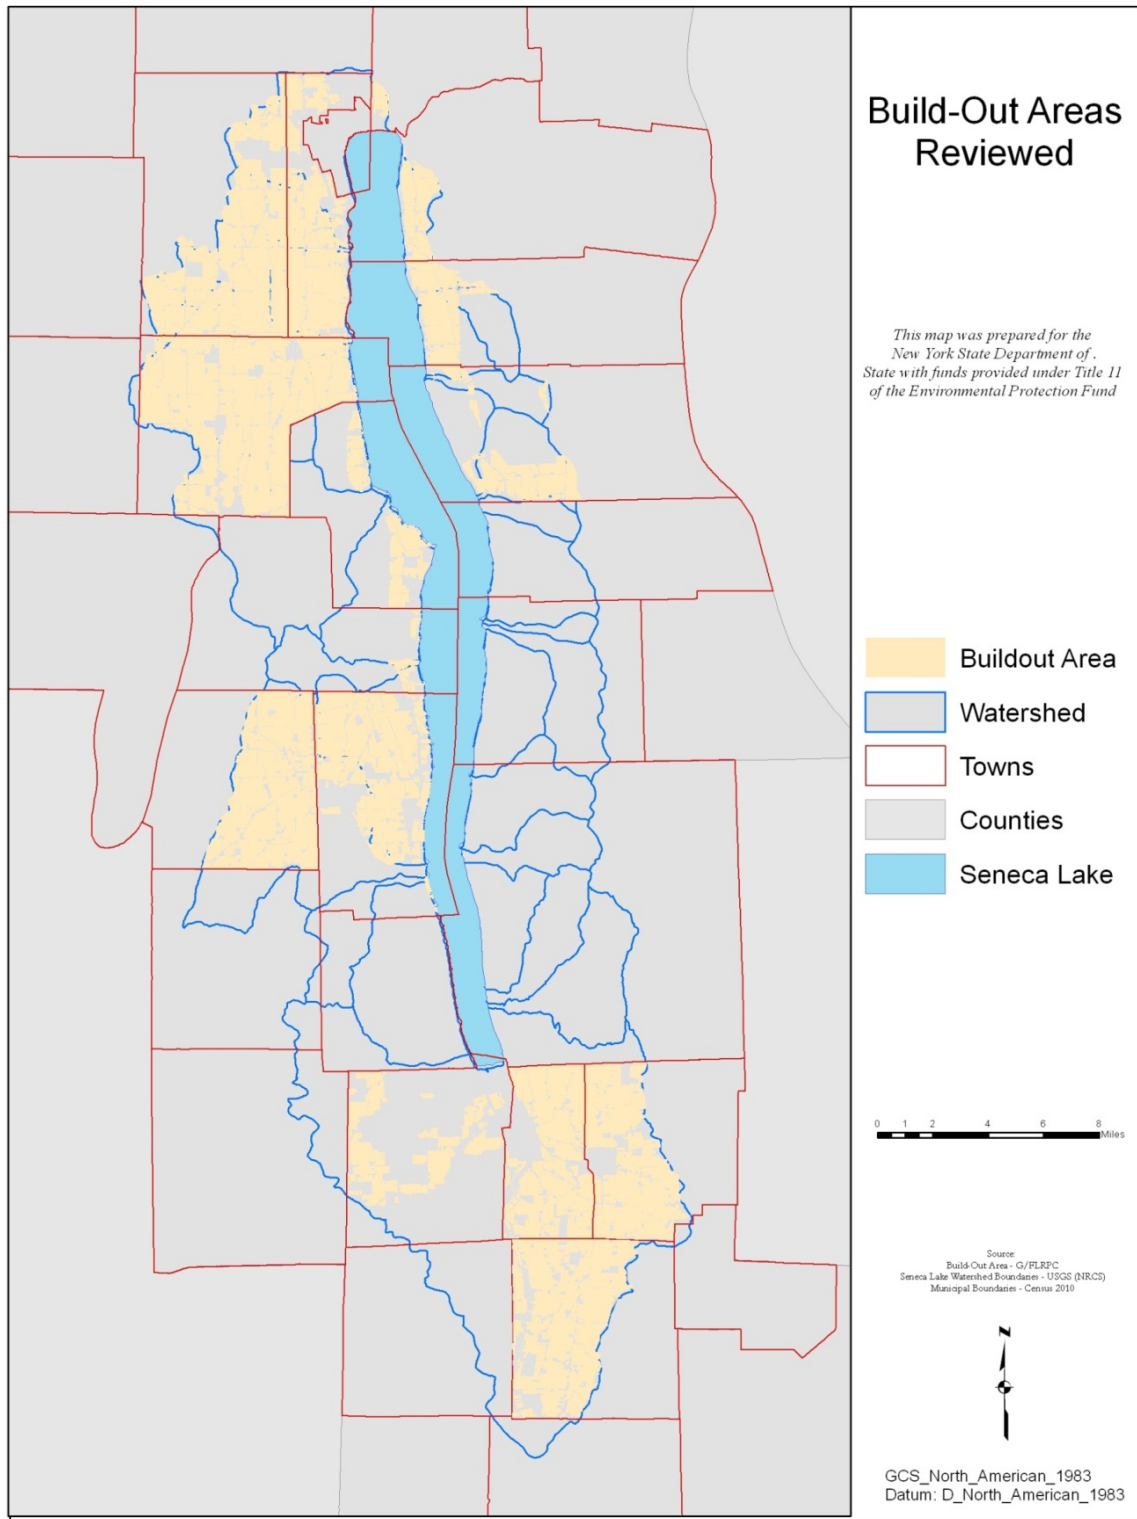 Build-Out Areas
Reviewed
This map was prepared for the
New York State Department of .
State with funds provided under Title 11
of the Environmental Protection Fund
Buildout Area
Watershed
Towns
Counties
Seneca Lake
0 1 2 4 6 8
Miles
Source:
Build-Out Area - G/FLRPC
Seneca Lake Watershed Boundaries - USGS (NRCS)
Municipal Boundaries - Census 2010
N
GCS_North_American_1983
Datum: D_North_American_1983